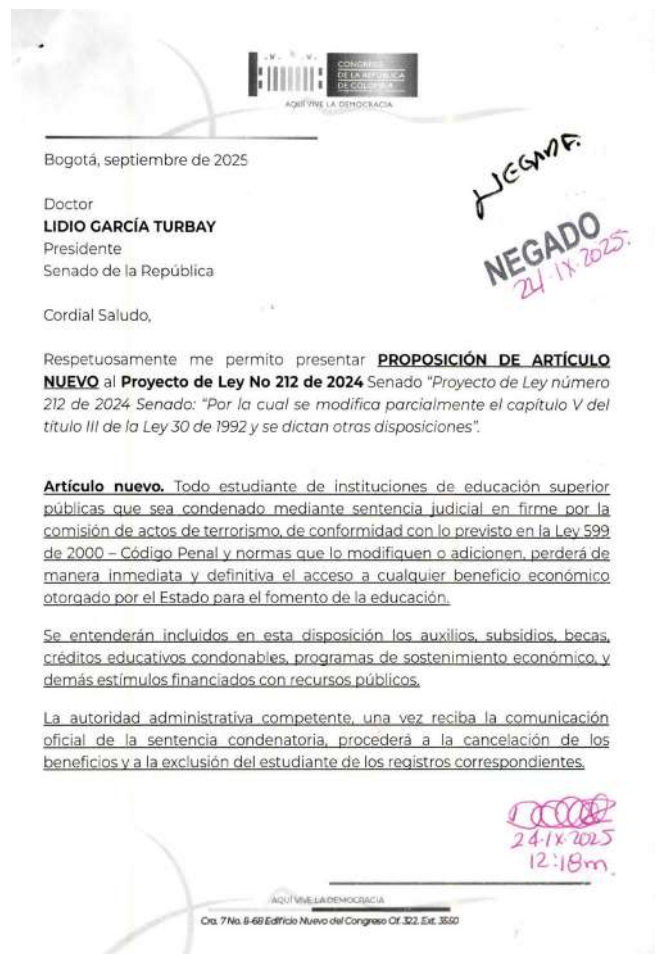 CONGRESO
DE LA REPÚBLICA
DE COLOMBIA
AQUÍ VIVE LA DEMOCRACIA
Bogotá, septiembre de 2025
NEGADA.
Doctor
LIDIO GARCÍA TURBAY
Presidente
Senado de la República
NEGADO
24-IX-2025.
Cordial Saludo,
Respetuosamente me permito presentar PROPOSICIÓN DE ARTÍCULO
NUEVO al Proyecto de Ley No 212 de 2024 Senado “Proyecto de Ley número
212 de 2024 Senado: “Por la cual se modifica parcialmente el capítulo V del
título III de la Ley 30 de 1992 y se dictan otras disposiciones”.
Artículo nuevo. Todo estudiante de instituciones de educación superior
públicas que sea condenado mediante sentencia judicial en firme por la
comisión de actos de terrorismo, de conformidad con lo previsto en la Ley 599
de 2000 – Código Penal y normas que lo modifiquen o adicionen, perderá de
manera inmediata y definitiva el acceso a cualquier beneficio económico
otorgado por el Estado para el fomento de la educación.
Se entenderán incluidos en esta disposición los auxilios, subsidios, becas,
créditos educativos condonables, programas de sostenimiento económico, y
demás estímulos financiados con recursos públicos.
La autoridad administrativa competente, una vez reciba la comunicación
oficial de la sentencia condenatoria, procederá a la cancelación de los
beneficios y a la exclusión del estudiante de los registros correspondientes.
24-IX-2025
12:18m.
AQUÍ VIVE LA DEMOCRACIA
Cra. 7 No. 8-68 Edificio Nuevo del Congreso Of. 322. Ext. 3550